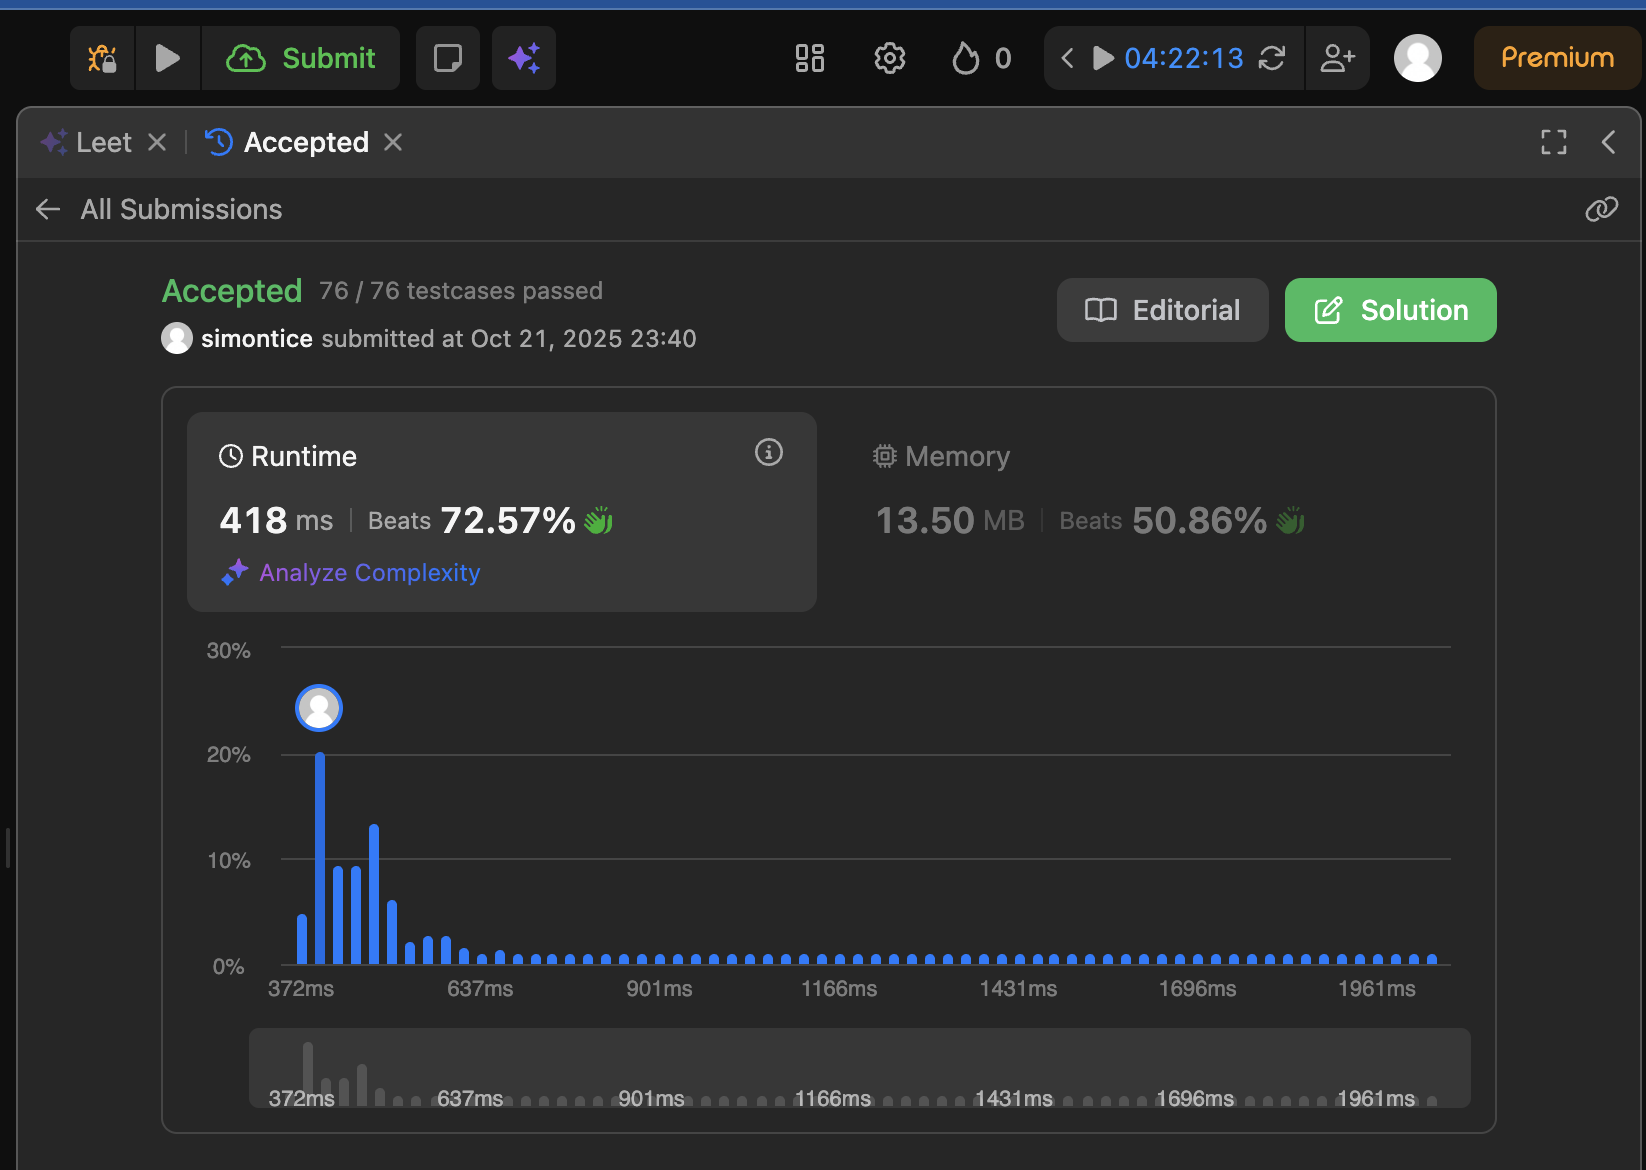 Submit 0 04:22:13 Premium
Leet Accepted
All Submissions
Accepted 76 / 76 testcases passed
simontice submitted at Oct 21, 2025 23:40
Editorial Solution
Runtime
418 ms | Beats 72.57%
Analyze Complexity
Memory
13.50 MB | Beats 50.86%
30%
20%
10%
0%
372ms 637ms 901ms 1166ms 1431ms 1696ms 1961ms
372ms 637ms 901ms 1166ms 1431ms 1696ms 1961ms